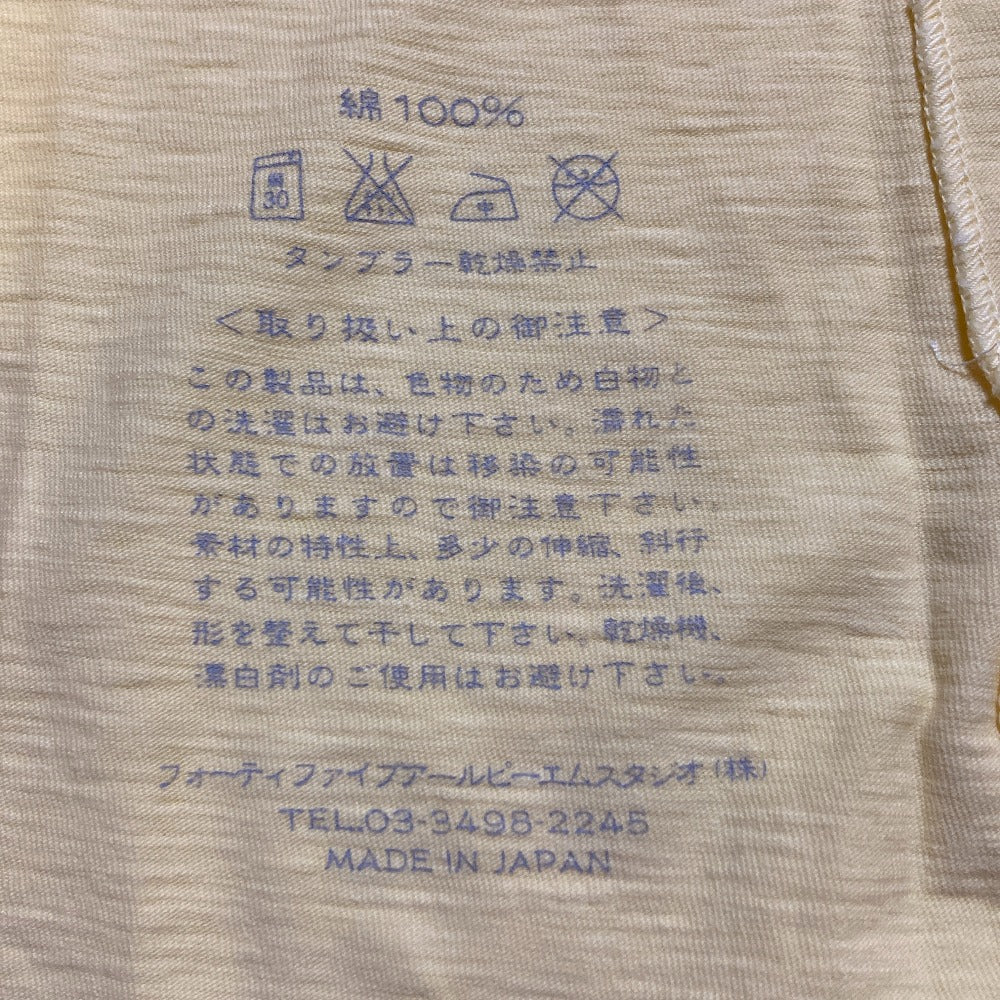 綿100%
30
中
タンブラー乾燥禁止
<取り扱い上の御注意>
この製品は、色物のため白物と
の洗濯はお避け下さい。濡れた
状態での放置は移染の可能性
がありますので御注意下さい。
素材の特性上、多少の伸縮、斜行
する可能性があります。洗濯後、
形を整えて干して下さい。乾燥機、
漂白剤のご使用はお避け下さい。
フォーティファイブアールピーエムスタジオ(株)
TEL.03-3498-2245
MADE IN JAPAN